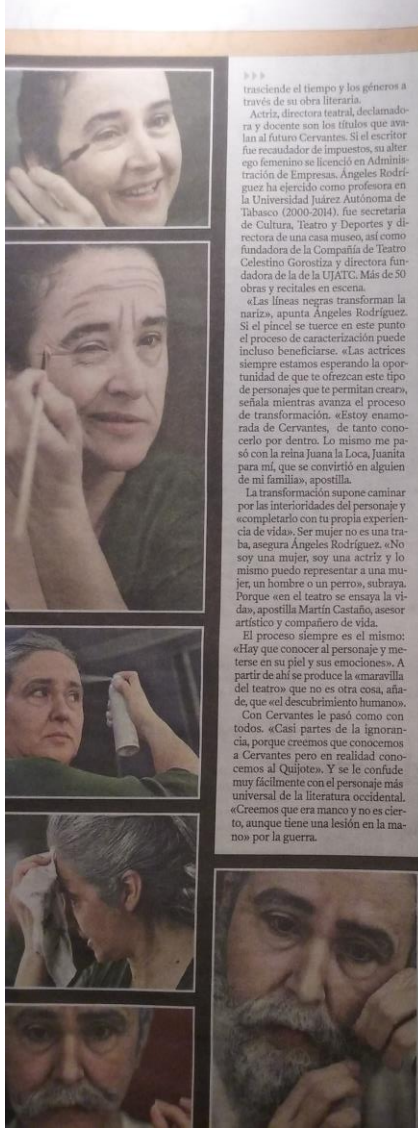 trasciende el tiempo y los géneros a
través de su obra literaria.
Actriz, directora teatral, declamado-
ra y docente son los títulos que ava-
lan al futuro Cervantes. Si el escritor
fue recaudador de impuestos, su alter
ego femenino se licenció en Adminis-
tración de Empresas. Ángeles Rodrí-
guez ha ejercido como profesora en
la Universidad Juárez Autónoma de
Tabasco (2000-2014), fue secretaria
de Cultura, Teatro y Deportes y di-
rectora de una casa museo, así como
fundadora de la Compañía de Teatro
Celestino Gorostiza y directora fun-
dadora de la de la UJATC. Más de 50
obras y recitales en escena.
«Las líneas negras transforman la
nariz», apunta Ángeles Rodríguez.
Si el pincel se tuerce en este punto
el proceso de caracterización puede
incluso beneficiarse. «Las actrices
siempre estamos esperando la opor-
tunidad de que te ofrezcan este tipo
de personajes que te permitan crear»,
señala mientras avanza el proceso
de transformación. «Estoy enamo-
rada de Cervantes, de tanto cono-
cerlo por dentro. Lo mismo me pa-
só con la reina Juana la Loca, Juanita
para mí, que se convirtió en alguien
de mi familia», apostilla.
La transformación supone caminar
por las interioridades del personaje y
«completarlo con tu propia experien-
cia de vida». Ser mujer no es una tra-
ba, asegura Ángeles Rodríguez. «No
soy una mujer, soy una actriz y lo
mismo puedo representar a una mu-
jer, un hombre o un perro», subraya.
Porque «en el teatro se ensaya la vi-
da», apostilla Martín Castaño, asesor
artístico y compañero de vida.
El proceso siempre es el mismo:
«Hay que conocer al personaje y me-
terse en su piel y sus emociones». A
partir de ahí se produce la «maravilla
del teatro» que no es otra cosa, aña-
de, que «el descubrimiento humano».
Con Cervantes le pasó como con
todos. «Casi partes de la ignoran-
cia, porque creemos que conocemos
a Cervantes pero en realidad cono-
cemos al Quijote». Y se le confude
muy fácilmente con el personaje más
universal de la literatura occidental.
«Creemos que era manco y no es cier-
to, aunque tiene una lesión en la ma-
no» por la guerra.